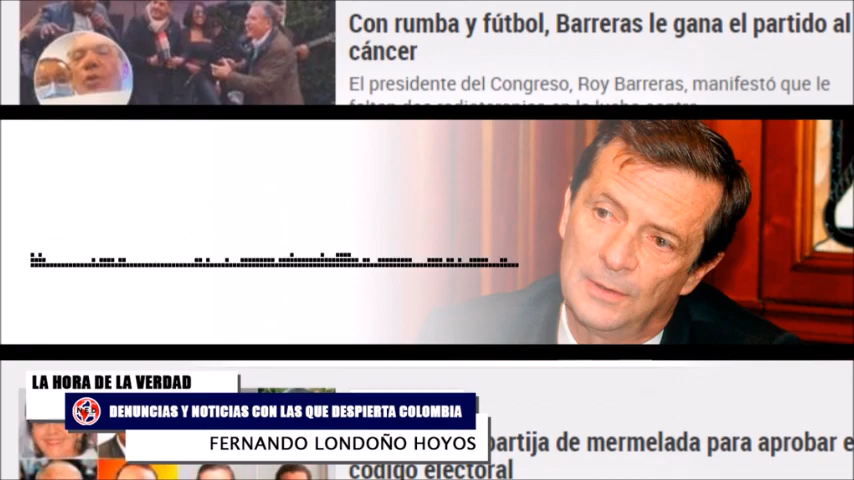 Con rumba y fútbol, Barreras le gana el partido al
cáncer
El presidente del Congreso, Roy Barreras, manifestó que le
LA HORA DE LA VERDAD
DENUNCIAS Y NOTICIAS CON LAS QUE DESPIERTA COLOMBIA
FERNANDO LONDOÑO HOYOS
partija de mermelada para aprobar e
código electoral